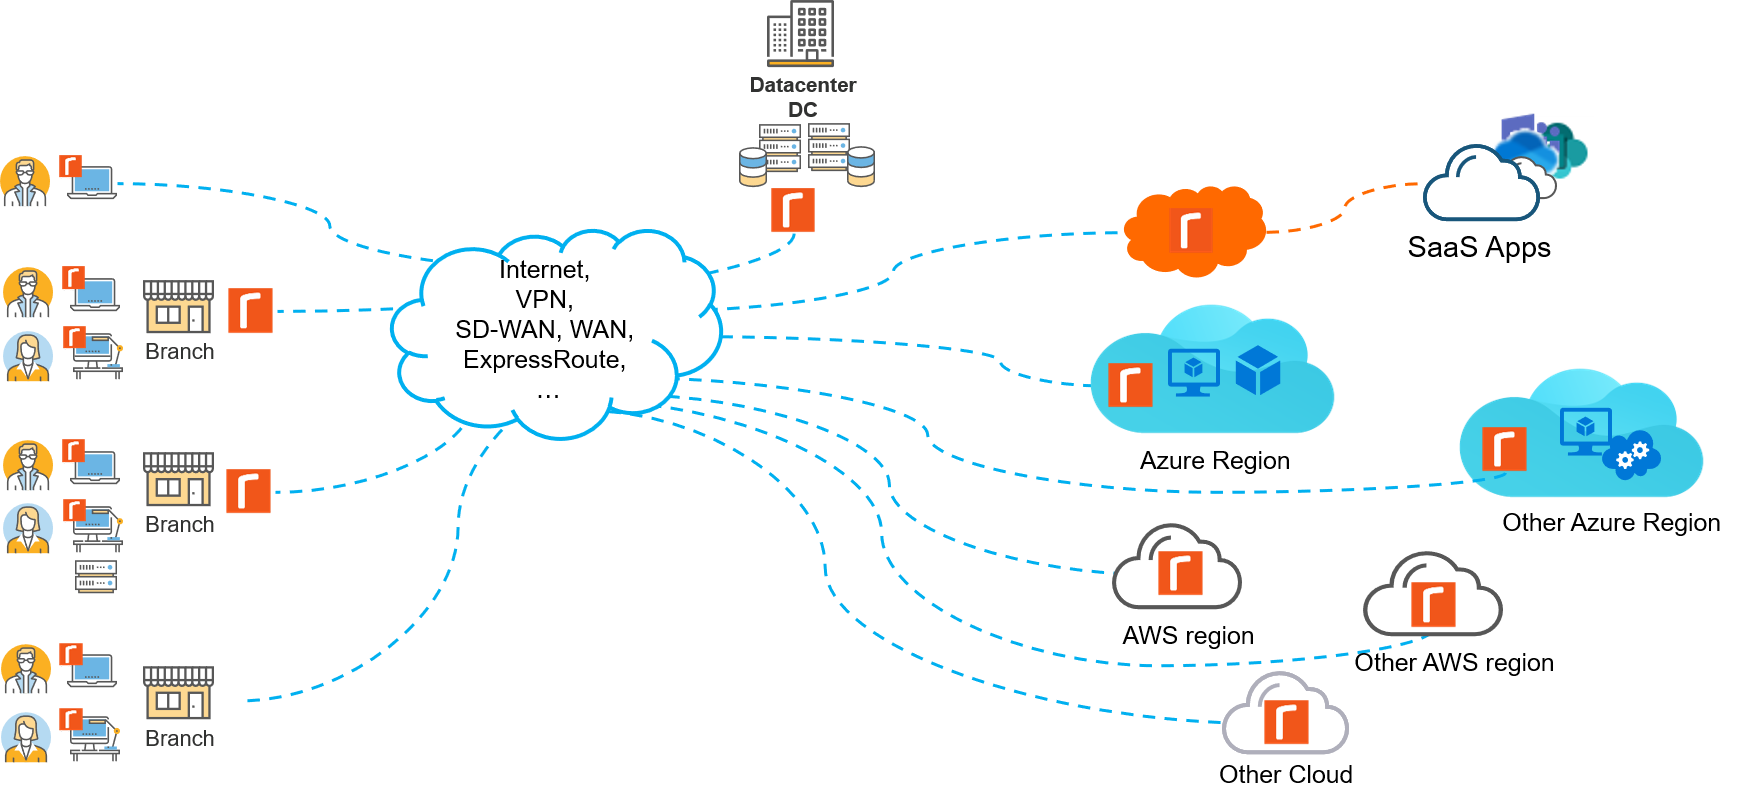 Datacenter
DC
Internet,
VPN,
SD-WAN, WAN,
ExpressRoute,
...
SaaS Apps
Branch
Azure Region
Other Azure Region
Branch
AWS region
Other AWS region
Branch
Other Cloud